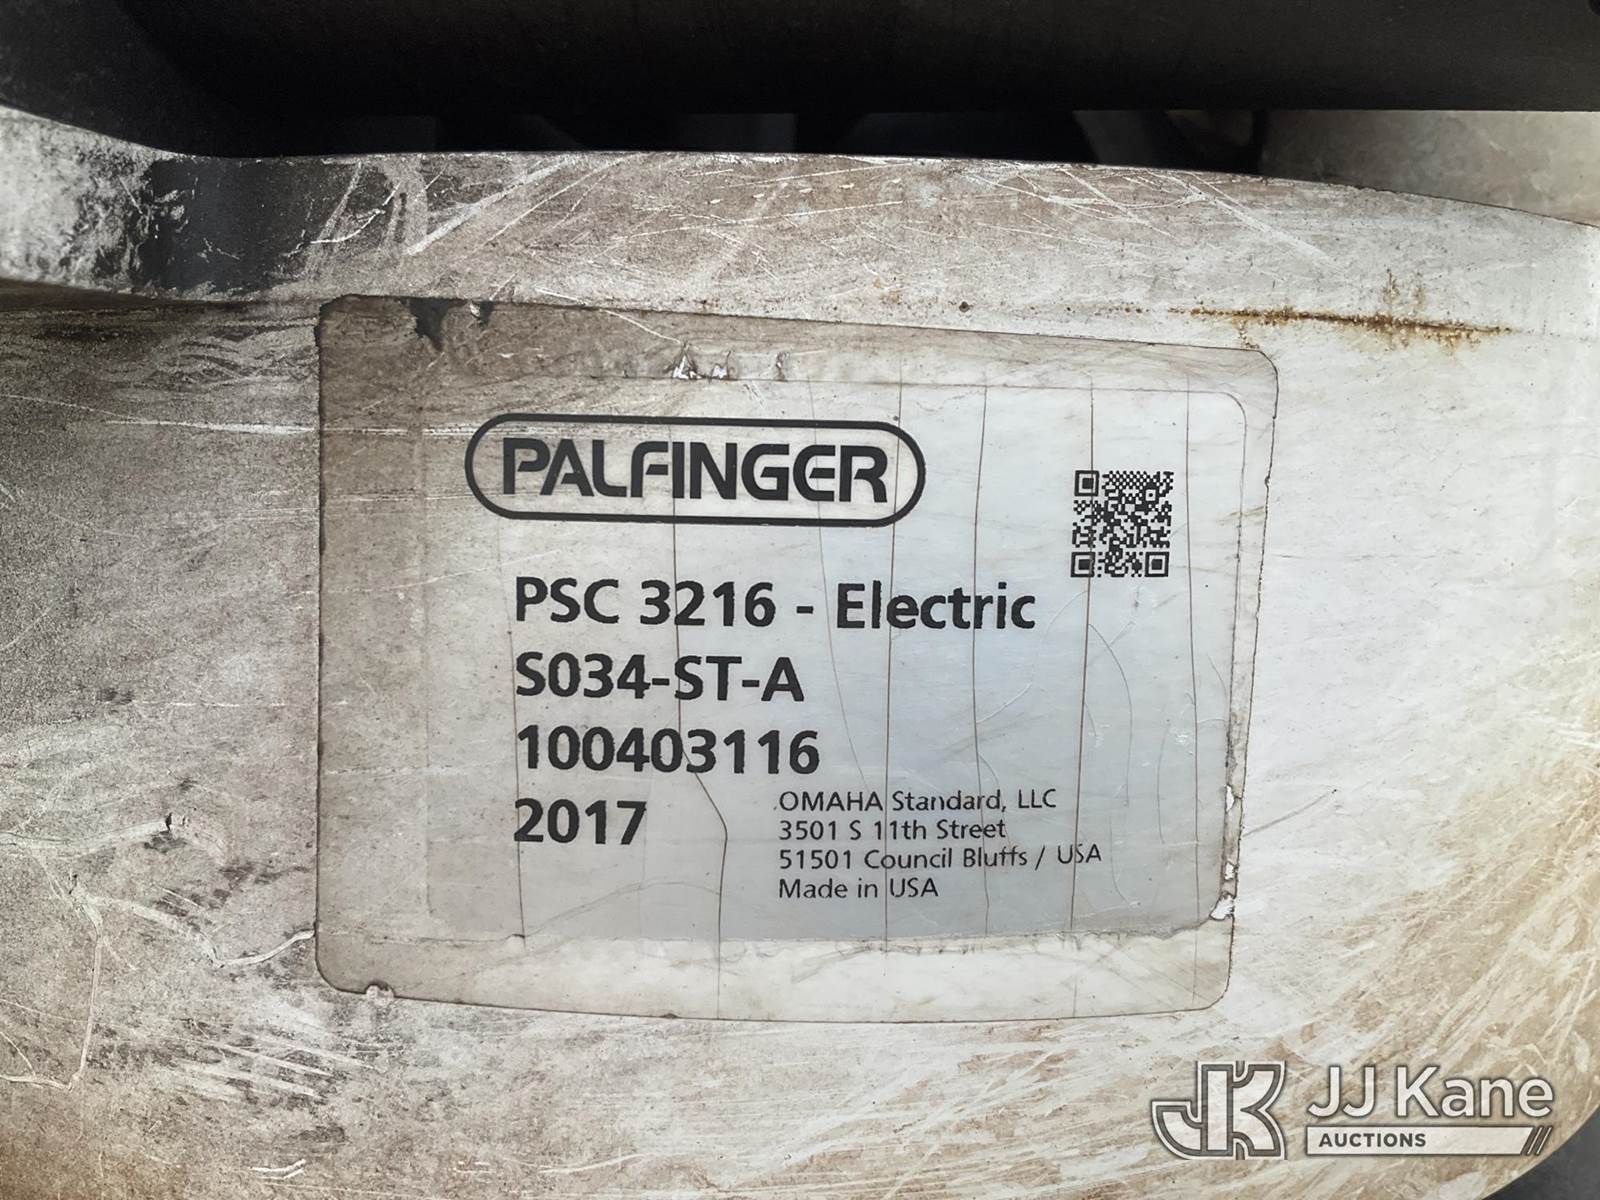 PALFINGER
PSC 3216 - Electric
S034-ST-A
100403116
2017
OMAHA Standard, LLC
3501 S 11th Street
51501 Council Bluffs / USA
Made in USA
JK JJ Kane
AUCTIONS